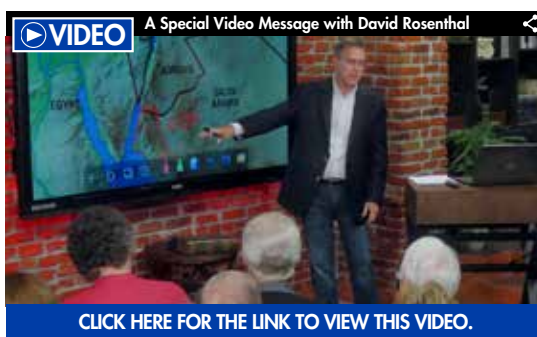 VIDEO
A Special Video Message with David Rosenthal
JORDAN
EGYPT
SAUDI
ARABIA
CLICK HERE FOR THE LINK TO VIEW THIS VIDEO.